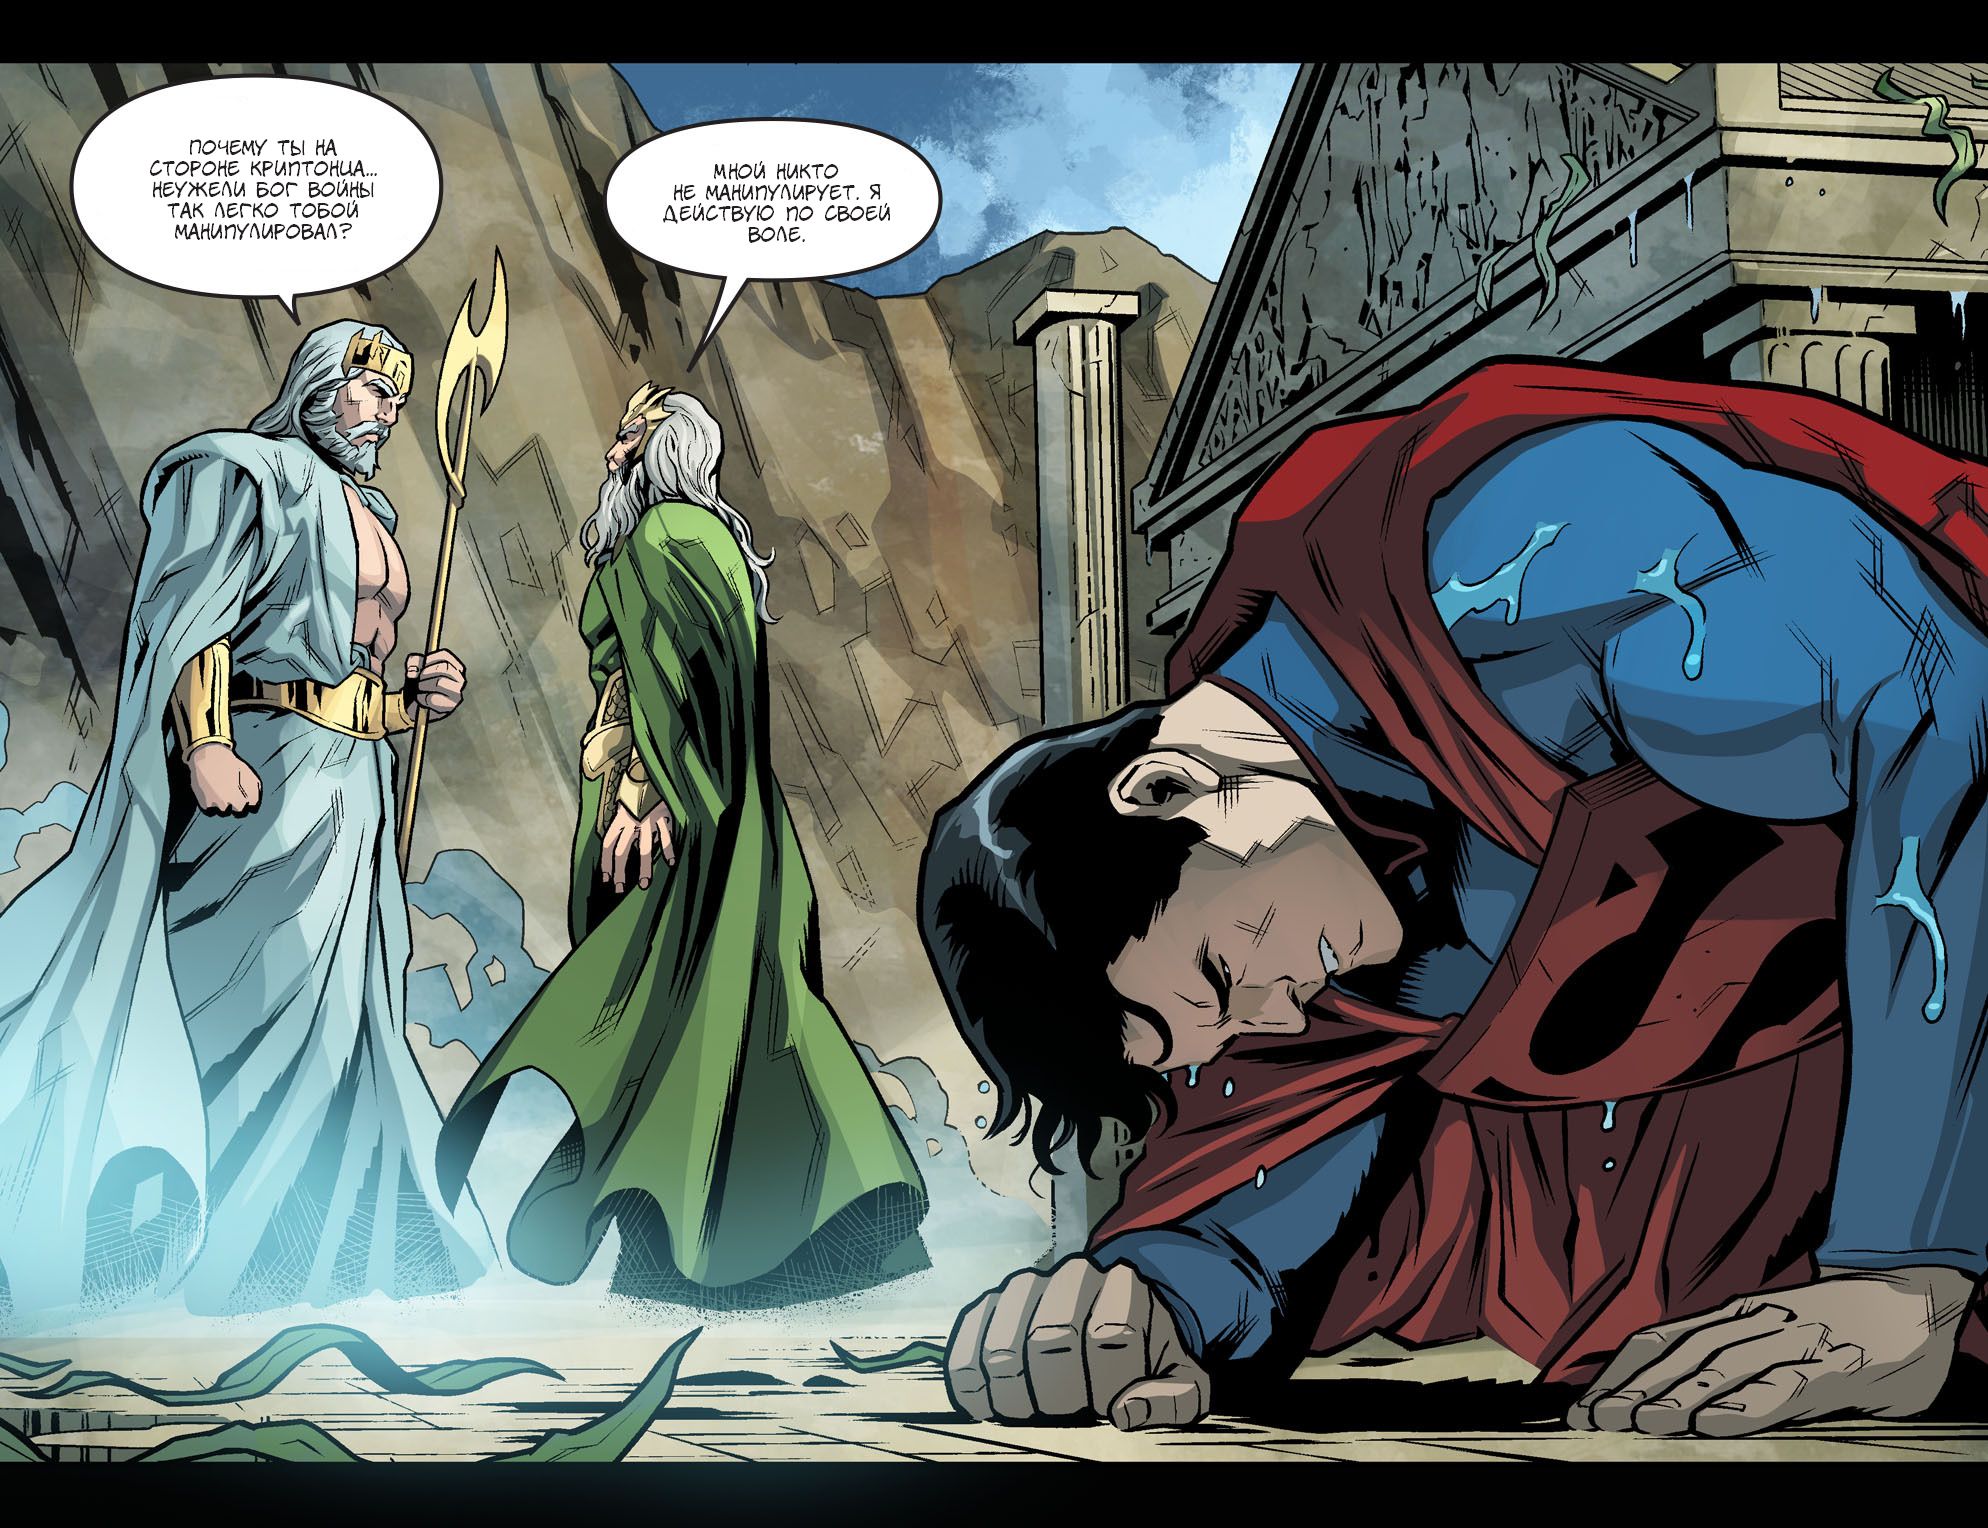 ПОЧЕМУ ТЫ НА
СТОРОНЕ КРИПТОНЦА...
НЕУЖЕЛИ БОГ ВОЙНЫ
ТАК ЛЕГКО ТОБОЙ
МАНИПУЛИРОВАЛ?
МНОЙ НИКТО
НЕ МАНИПУЛИРУЕТ. Я
ДЕЙСТВУЮ ПО СВОЕЙ
ВОЛЕ.